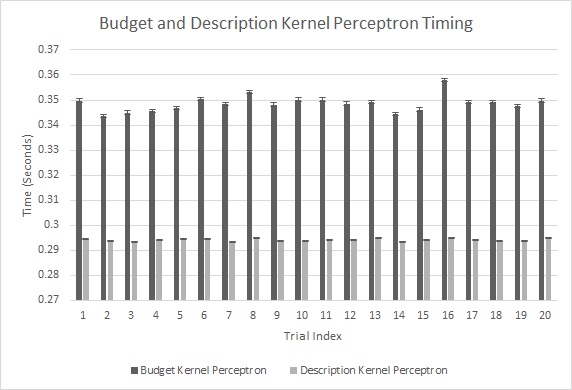 Budget and Description Kernel Perceptron Timing
0.37
0.36
0.35
0.34
0.33
0.32
0.31
0.3
0.29
0.28
0.27
Time (Seconds)
1 2 3 4 5 6 7 8 9 10 11 12 13 14 15 16 17 18 19 20
Trial Index
Budget Kernel Perceptron Description Kernel Perceptron